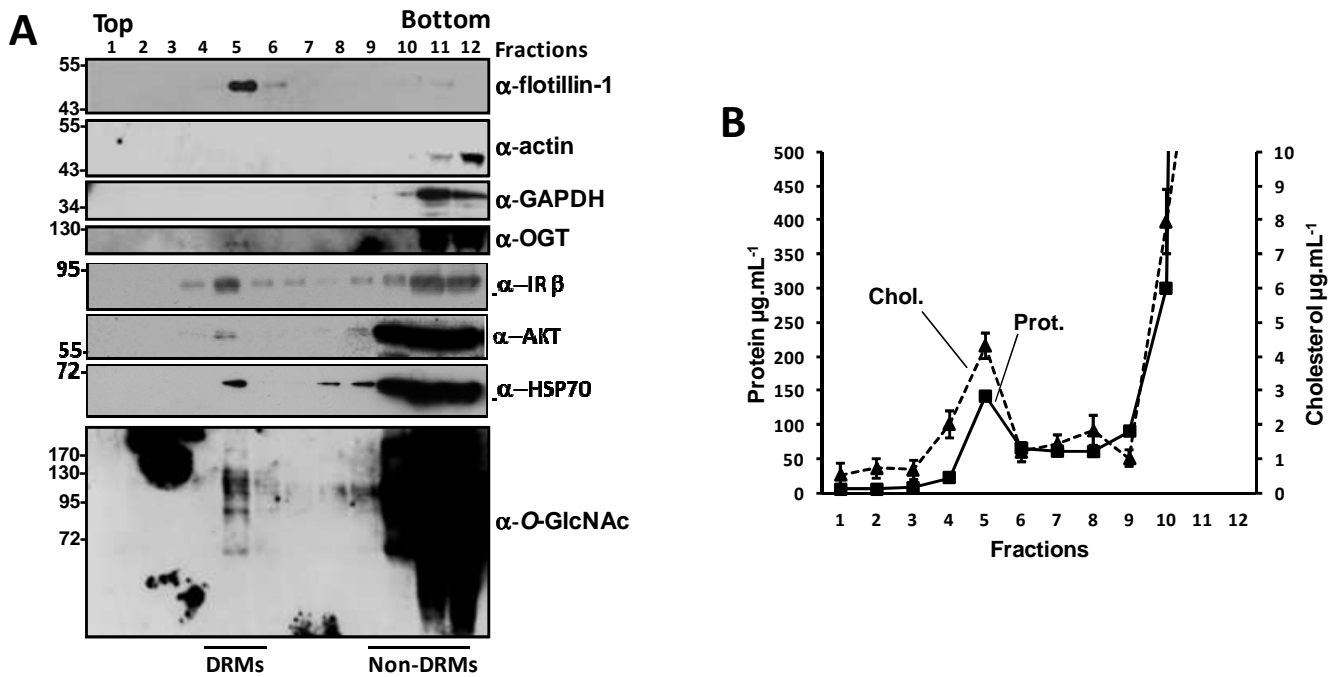 A
Top Bottom
1 2 3 4 5 6 7 8 9 10 11 12 Fractions
55-
43-
α-flotillin-1
55-
43-
α-actin
34-
α-GAPDH
130-
α-OGT
95-
α–IR β
55-
α–AKT
72-
α–HSP70
170-
130-
95-
72-
α-O-GlcNAc
DRMs Non-DRMs
B
Protein µg.mL-1
500
450
400
350
300
250
200
150
100
50
0
Chol.
Prot.
10
9
8
7
6
5
4
3
2
1
0
Cholesterol µg.mL-1
1 2 3 4 5 6 7 8 9 10 11 12
Fractions